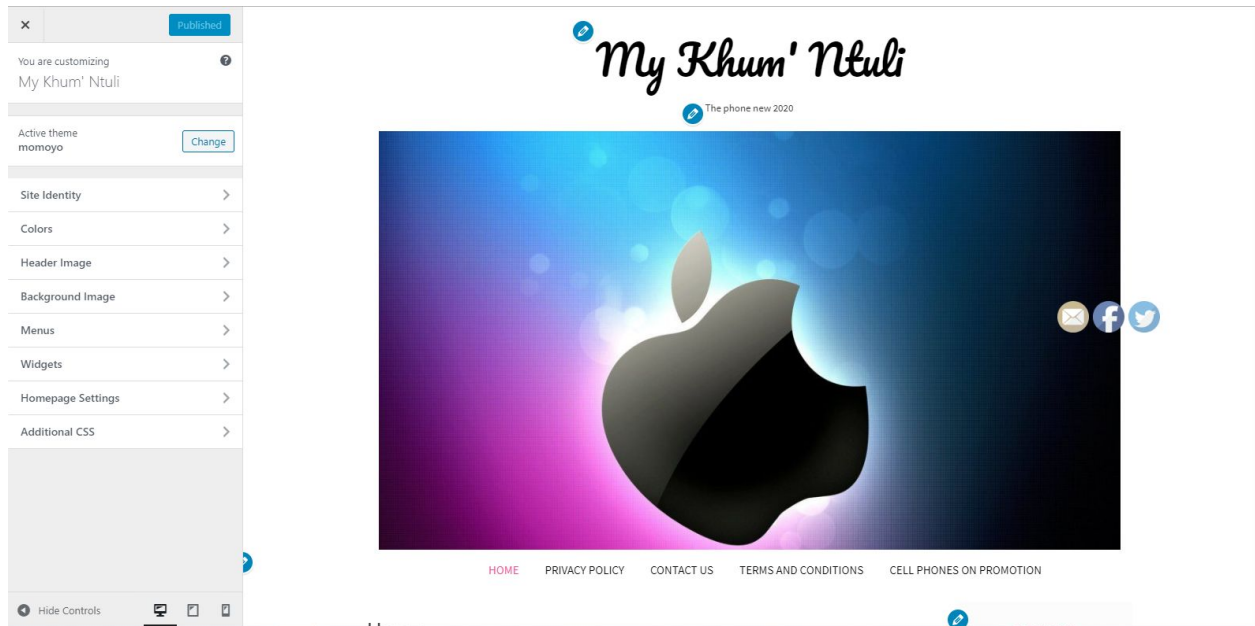 Published
You are customizing
My Khum' Ntuli
Active theme
momoyo
Change
Site Identity
Colors
Header Image
Background Image
Menus
Widgets
Homepage Settings
Additional CSS
Hide Controls
My Khum' Ntuli
The phone new 2020
HOME PRIVACY POLICY CONTACT US TERMS AND CONDITIONS CELL PHONES ON PROMOTION